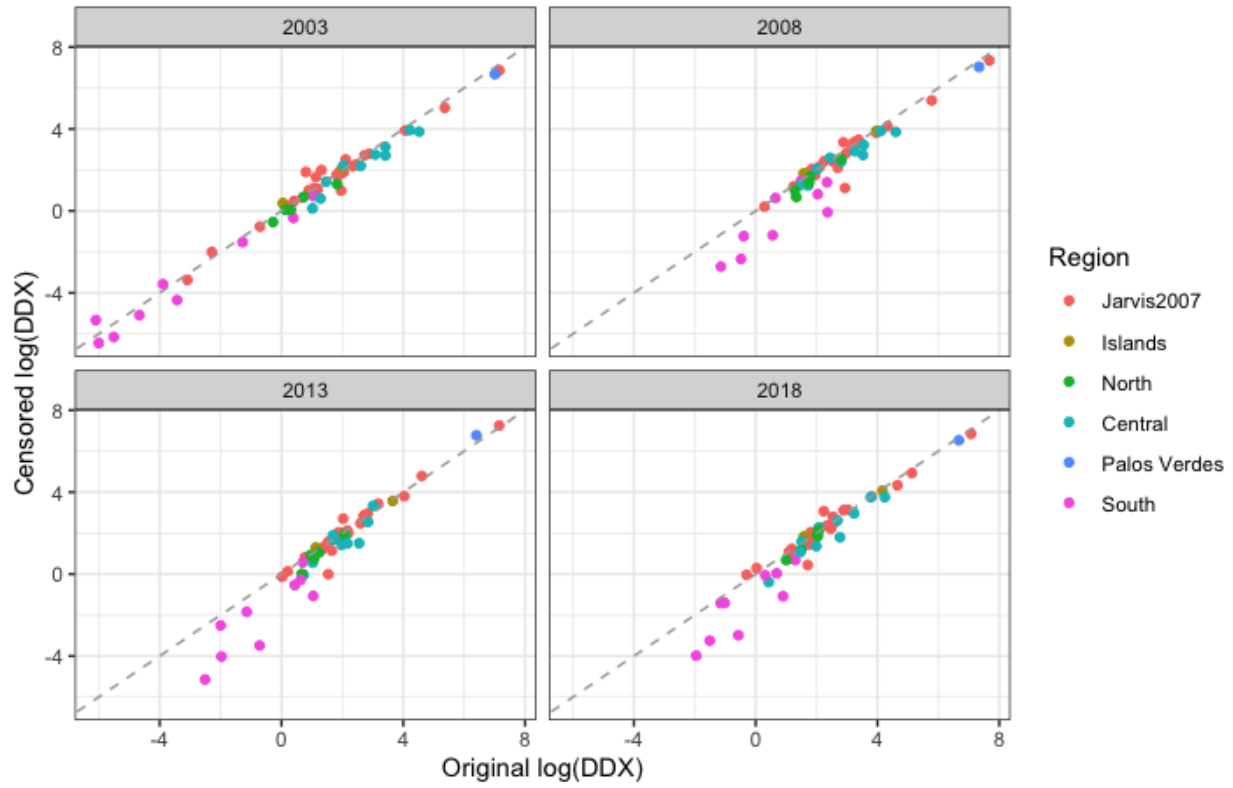 2003
2008
8
4
0
-4
2013
2018
8
4
0
-4
-4
0
4
8
-4
0
4
8
Original log(DDX)
Censored log(DDX)
Region
Jarvis2007
Islands
North
Central
Palos Verdes
South